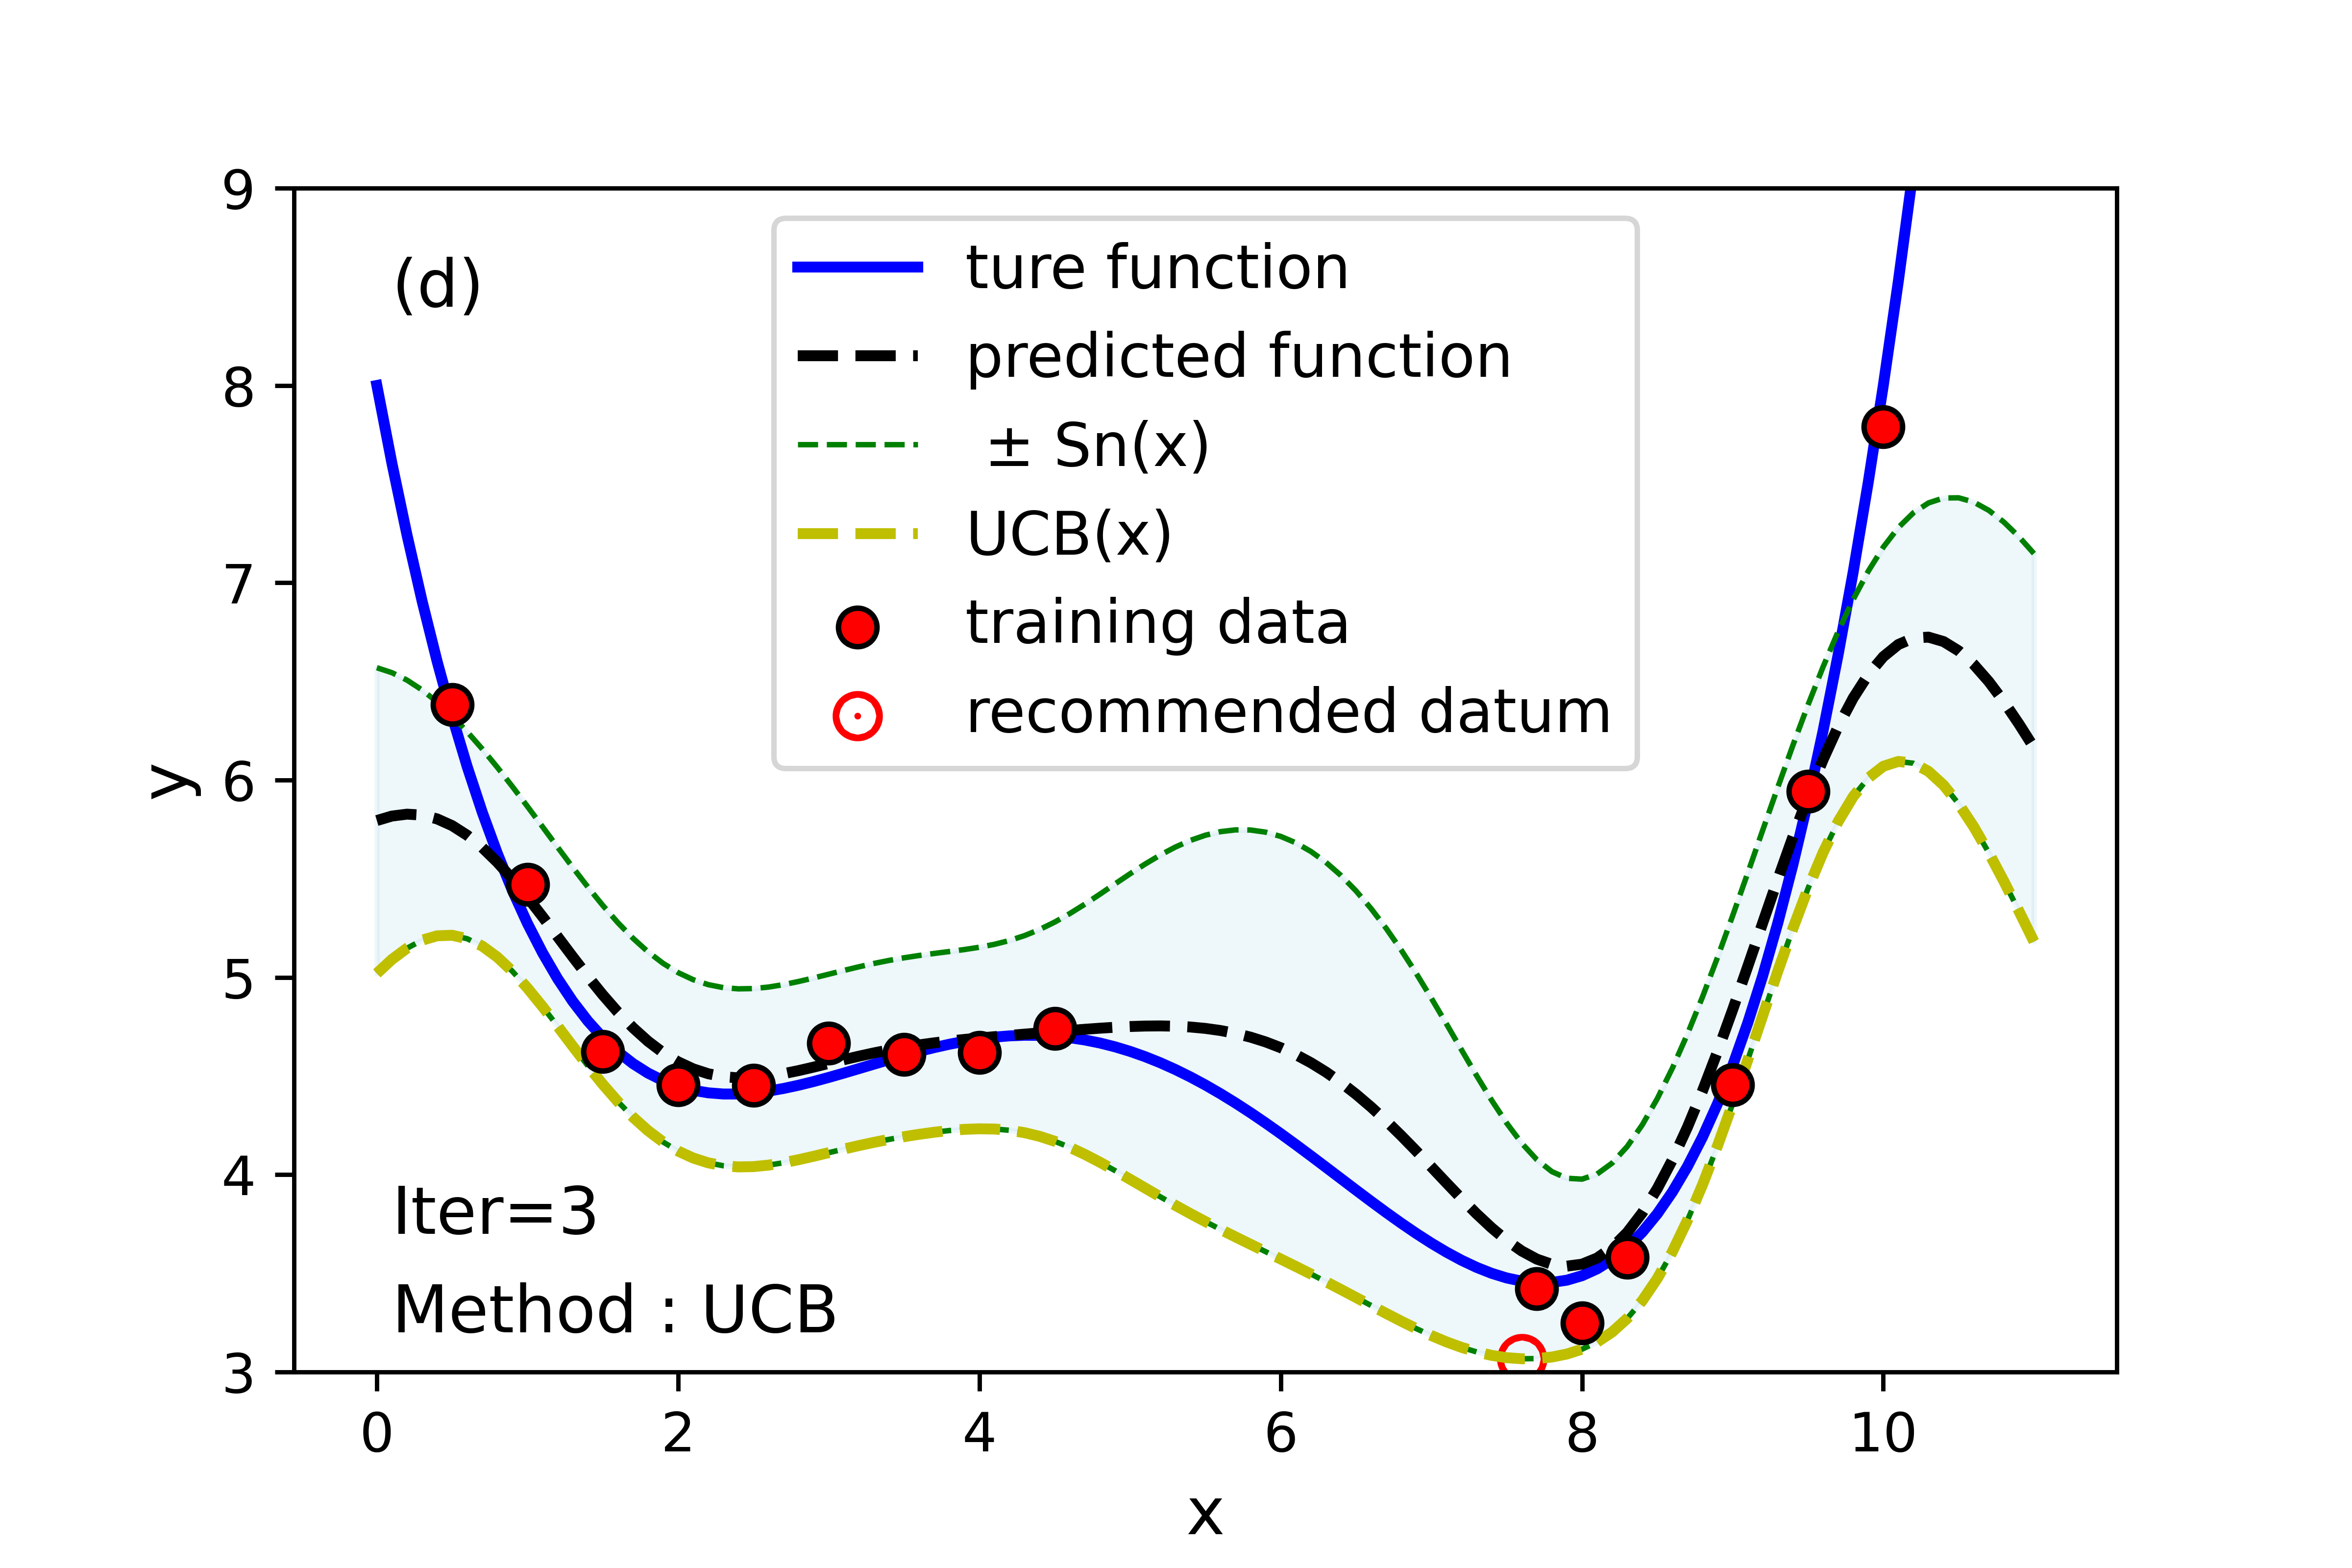 (d)
ture function
predicted function
± Sn(x)
UCB(x)
training data
recommended datum
Iter=3
Method : UCB
y
9
8
7
6
5
4
3
0 2 4 6 8 10
x